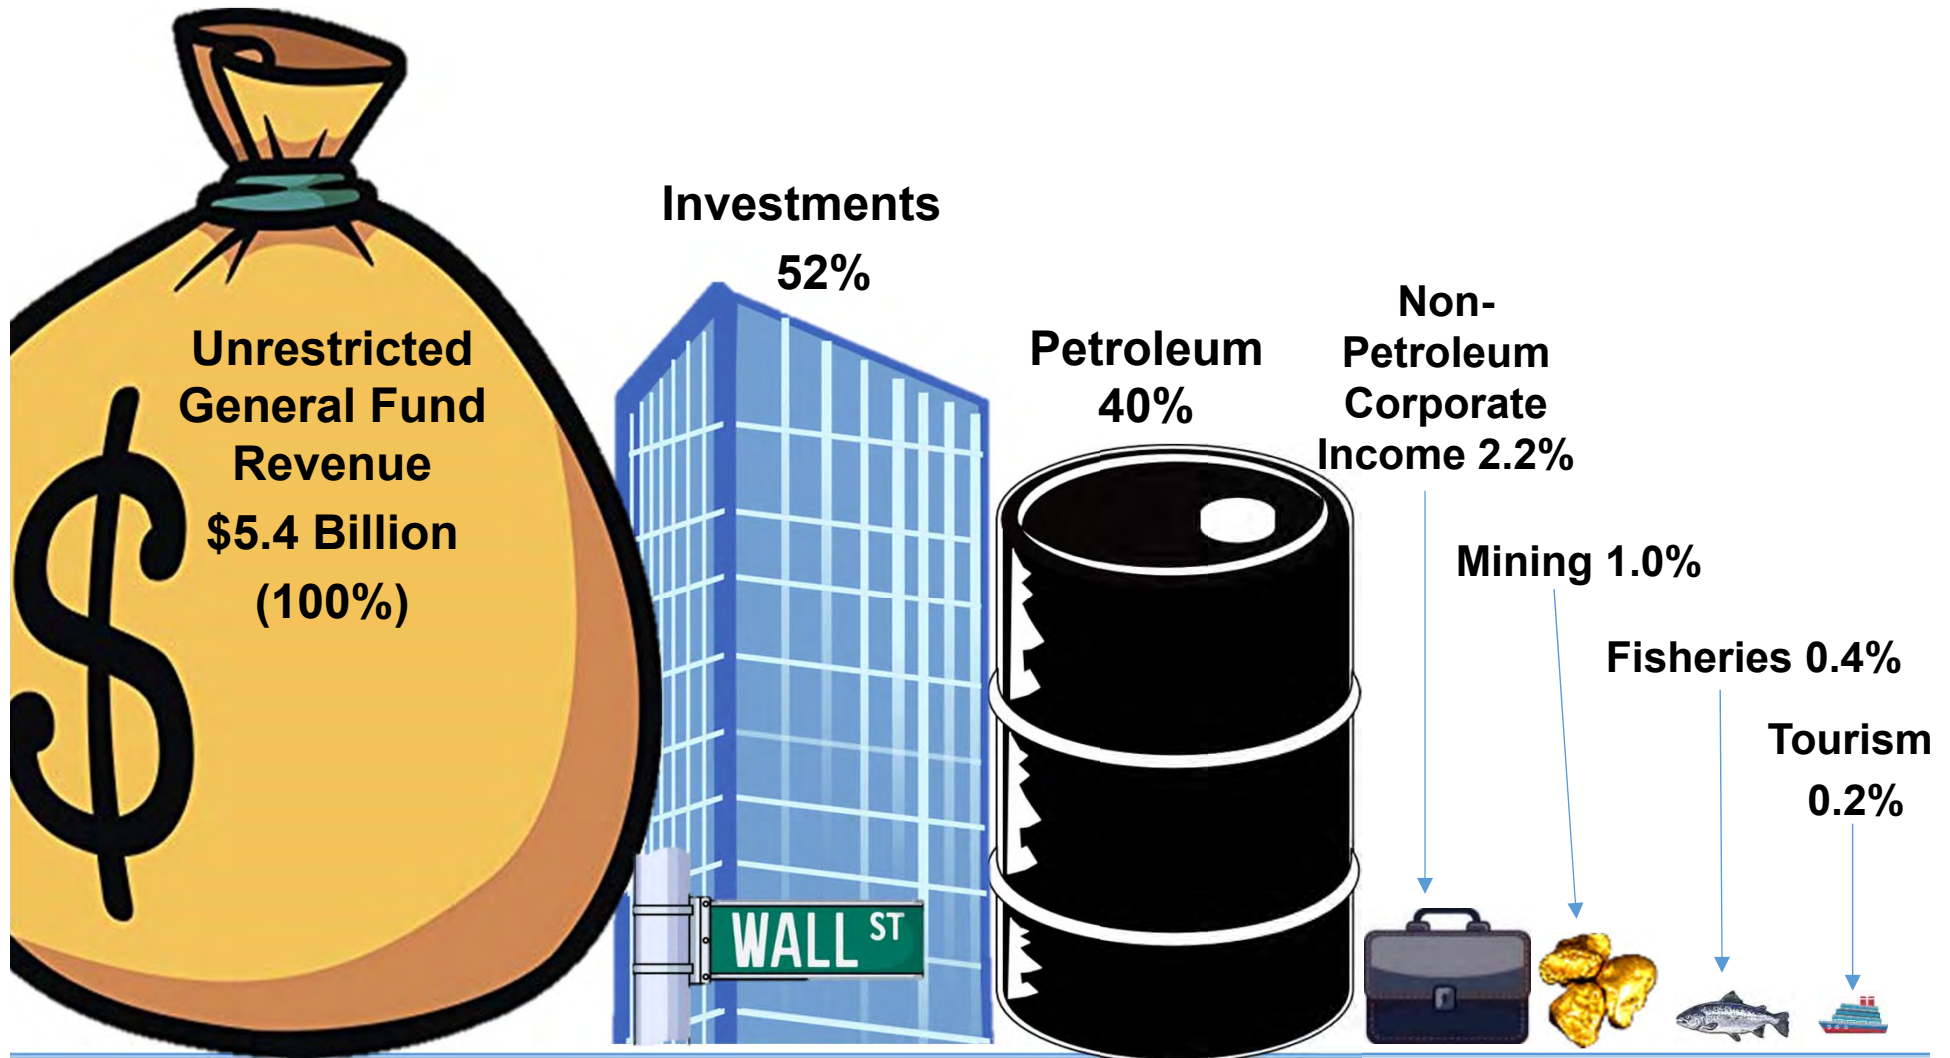 Unrestricted
General Fund
Revenue
$5.4 Billion
(100%)
Investments
52%
Petroleum
40%
Non-
Petroleum
Corporate
Income 2.2%
Mining 1.0%
Fisheries 0.4%
Tourism
0.2%
WALL ST
$